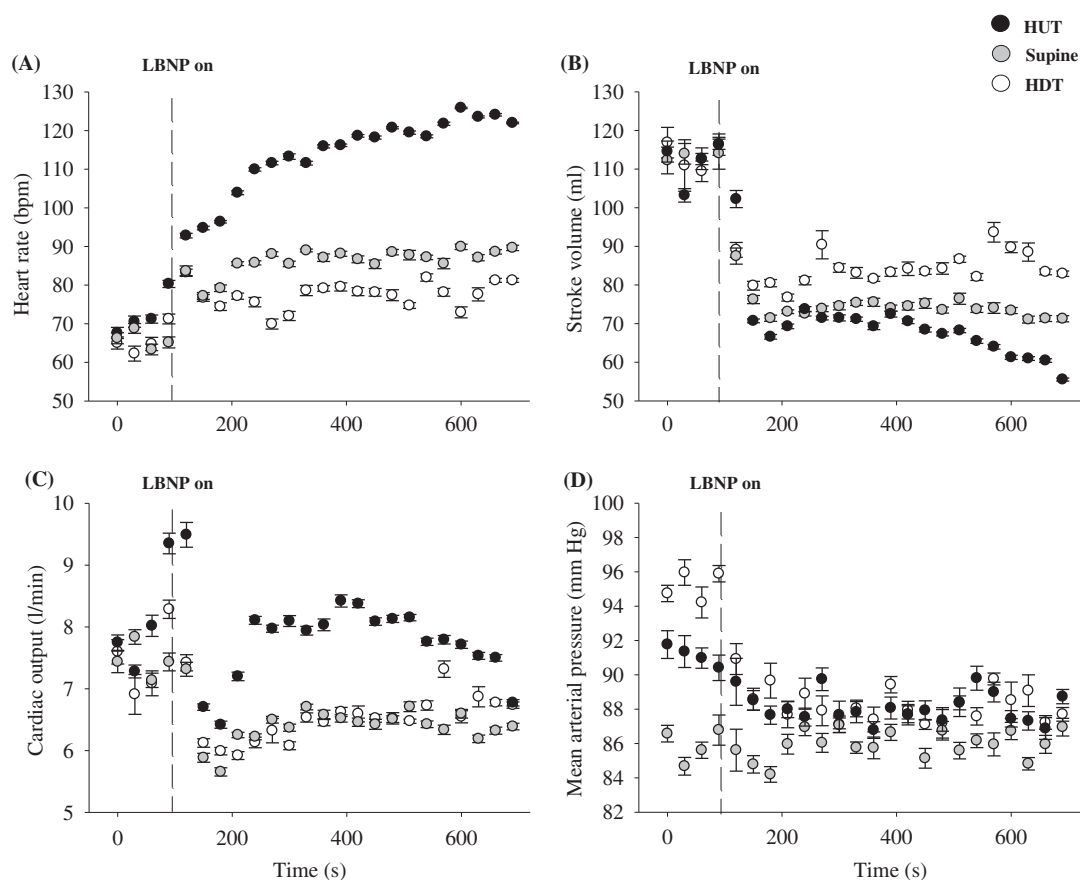 HUT
Supine
HDT
(A)
LBNP on
Heart rate (bpm)
130
120
110
100
90
80
70
60
50
0
200
400
600
(B)
LBNP on
Stroke volume (ml)
130
120
110
100
90
80
70
60
50
0
200
400
600
(C)
LBNP on
Cardiac output (l/min)
10
9
8
7
6
5
0
200
400
600
Time (s)
(D)
LBNP on
Mean arterial pressure (mm Hg)
100
98
96
94
92
90
88
86
84
82
0
200
400
600
Time (s)